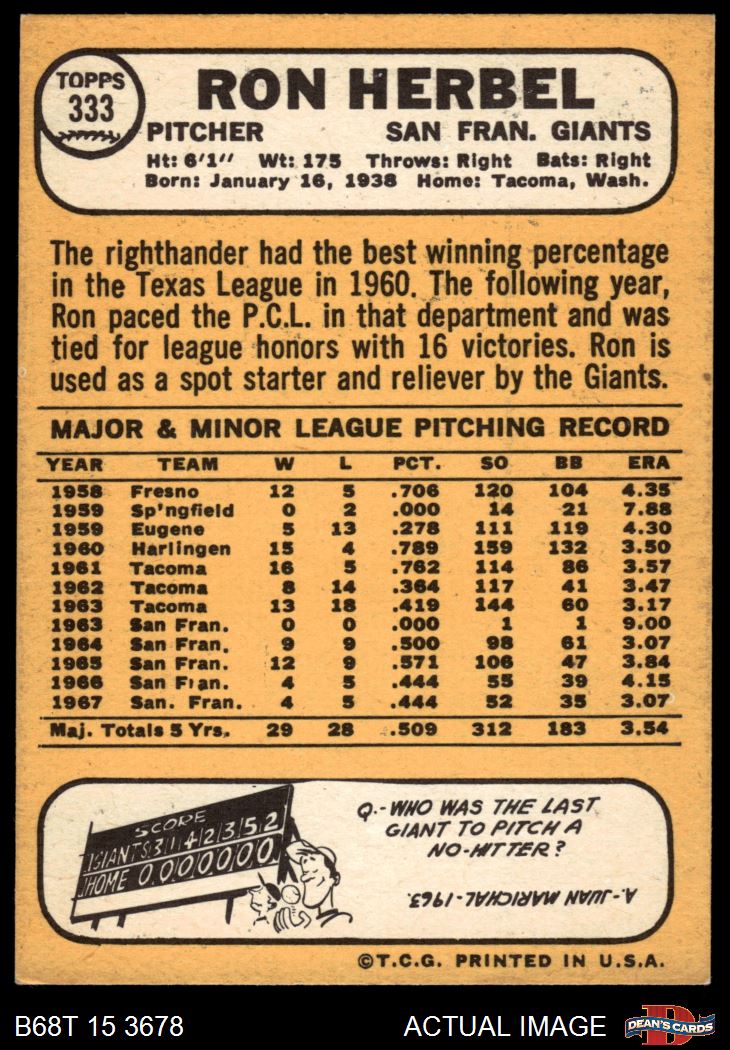 TOPPS
333
RON HERBEL
PITCHER SAN FRAN. GIANTS
Ht: 6'1" Wt: 175 Throws: Right Bats: Right
Born: January 16, 1938 Home: Tacoma, Wash.
The righthander had the best winning percentage
in the Texas League in 1960. The following year,
Ron paced the P.C.L. in that department and was
tied for league honors with 16 victories. Ron is
used as a spot starter and reliever by the Giants.
MAJOR & MINOR LEAGUE PITCHING RECORD
YEAR TEAM W L PCT. SO BB ERA
1958 Fresno 12 5 .706 120 104 4.35
1959 Sp'ngfield 0 2 .000 14 21 7.88
1959 Eugene 5 13 .278 111 119 4.30
1960 Harlingen 15 4 .789 159 132 3.50
1961 Tacoma 16 5 .762 114 86 3.57
1962 Tacoma 8 14 .364 117 41 3.47
1963 Tacoma 13 18 .419 144 60 3.17
1963 San Fran. 0 0 .000 1 1 9.00
1964 San Fran. 9 9 .500 98 61 3.07
1965 San Fran. 12 9 .571 106 47 3.84
1966 San Fran. 4 5 .444 55 39 4.15
1967 San. Fran. 4 5 .444 52 35 3.07
Maj. Totals 5 Yrs. 29 28 .509 312 183 3.54
SCORE
GIANTS 3 1 4 2 3 5 2
HOME 0 0 0 0 0 0 0
Q.- WHO WAS THE LAST
GIANT TO PITCH A
NO-HITTER?
A. JUAN MARICHAL-1963.
©T.C.G. PRINTED IN U.S.A.
B68T 15 3678 ACTUAL IMAGE DEAN'S CARDS